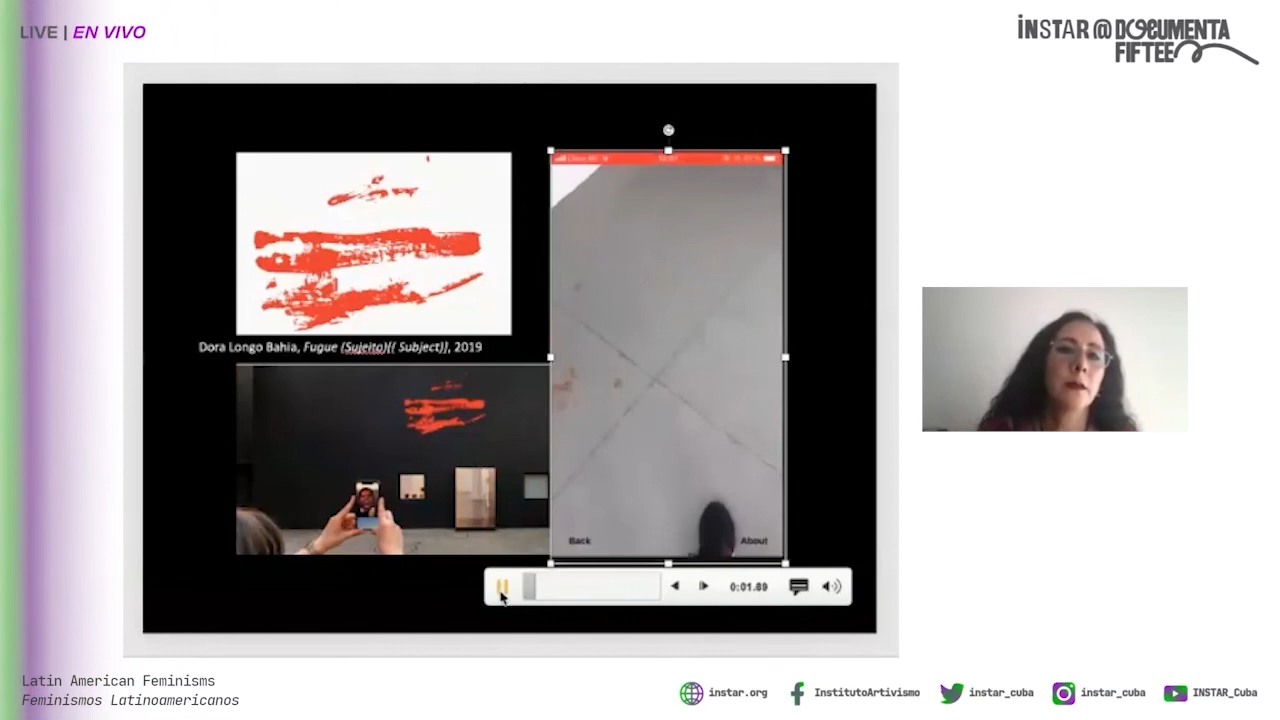 LIVE | EN VIVO
INSTAR @ DOCUMENTA
FIFTEEN
Dora Longo Bahia, Fugue (Sujeito)[( Subject)], 2019
Back
About
0:01.89
Latin American Feminisms
Feminismos Latinoamericanos
instar.org
InstitutoArtivismo
instar_cuba
instar_cuba
INSTAR_Cuba